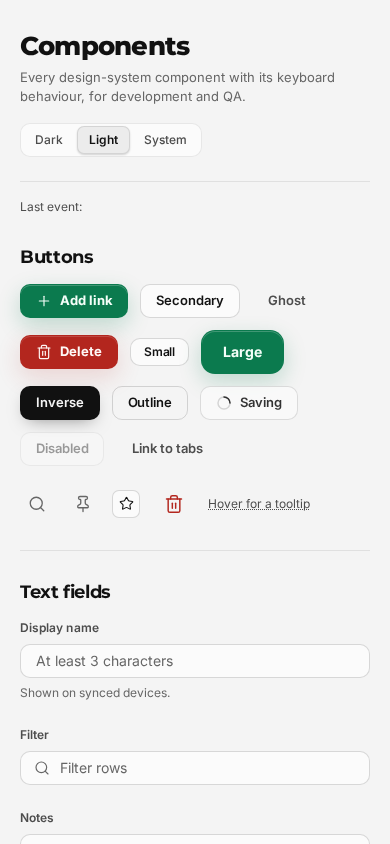 Components
Every design-system component with its keyboard
behaviour, for development and QA.
Dark Light System
Last event:
Buttons
Add link Secondary Ghost
Delete Small Large
Inverse Outline Saving
Disabled Link to tabs
Hover for a tooltip
Text fields
Display name
At least 3 characters
Shown on synced devices.
Filter
Filter rows
Notes